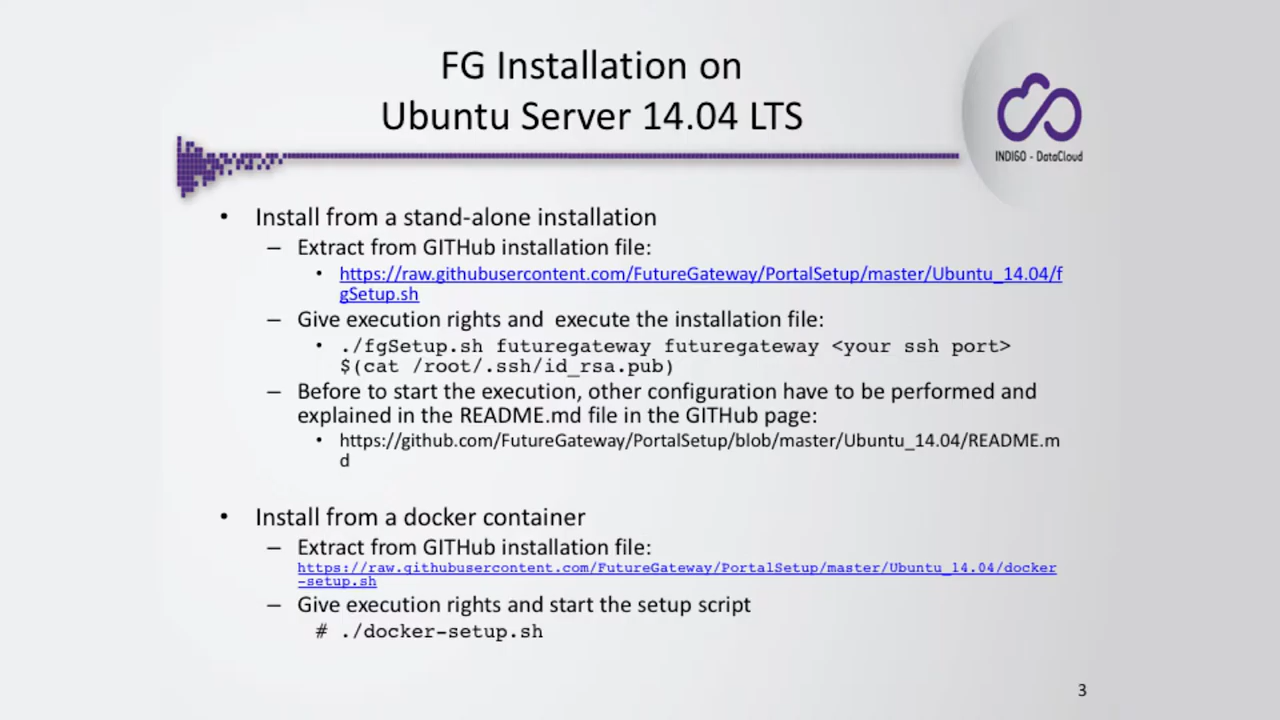 FG Installation on
Ubuntu Server 14.04 LTS
INDIGO - DataCloud
• Install from a stand-alone installation
– Extract from GITHub installation file:
• https://raw.githubusercontent.com/FutureGateway/PortalSetup/master/Ubuntu_14.04/f
gSetup.sh
– Give execution rights and  execute the installation file:
• ./fgSetup.sh futuregateway futuregateway <your ssh port>
$(cat /root/.ssh/id_rsa.pub)
– Before to start the execution, other configuration have to be performed and
explained in the README.md file in the GITHub page:
• https://github.com/FutureGateway/PortalSetup/blob/master/Ubuntu_14.04/README.m
d
• Install from a docker container
– Extract from GITHub installation file:
https://raw.githubusercontent.com/FutureGateway/PortalSetup/master/Ubuntu_14.04/docker
-setup.sh
– Give execution rights and start the setup script
# ./docker-setup.sh
3